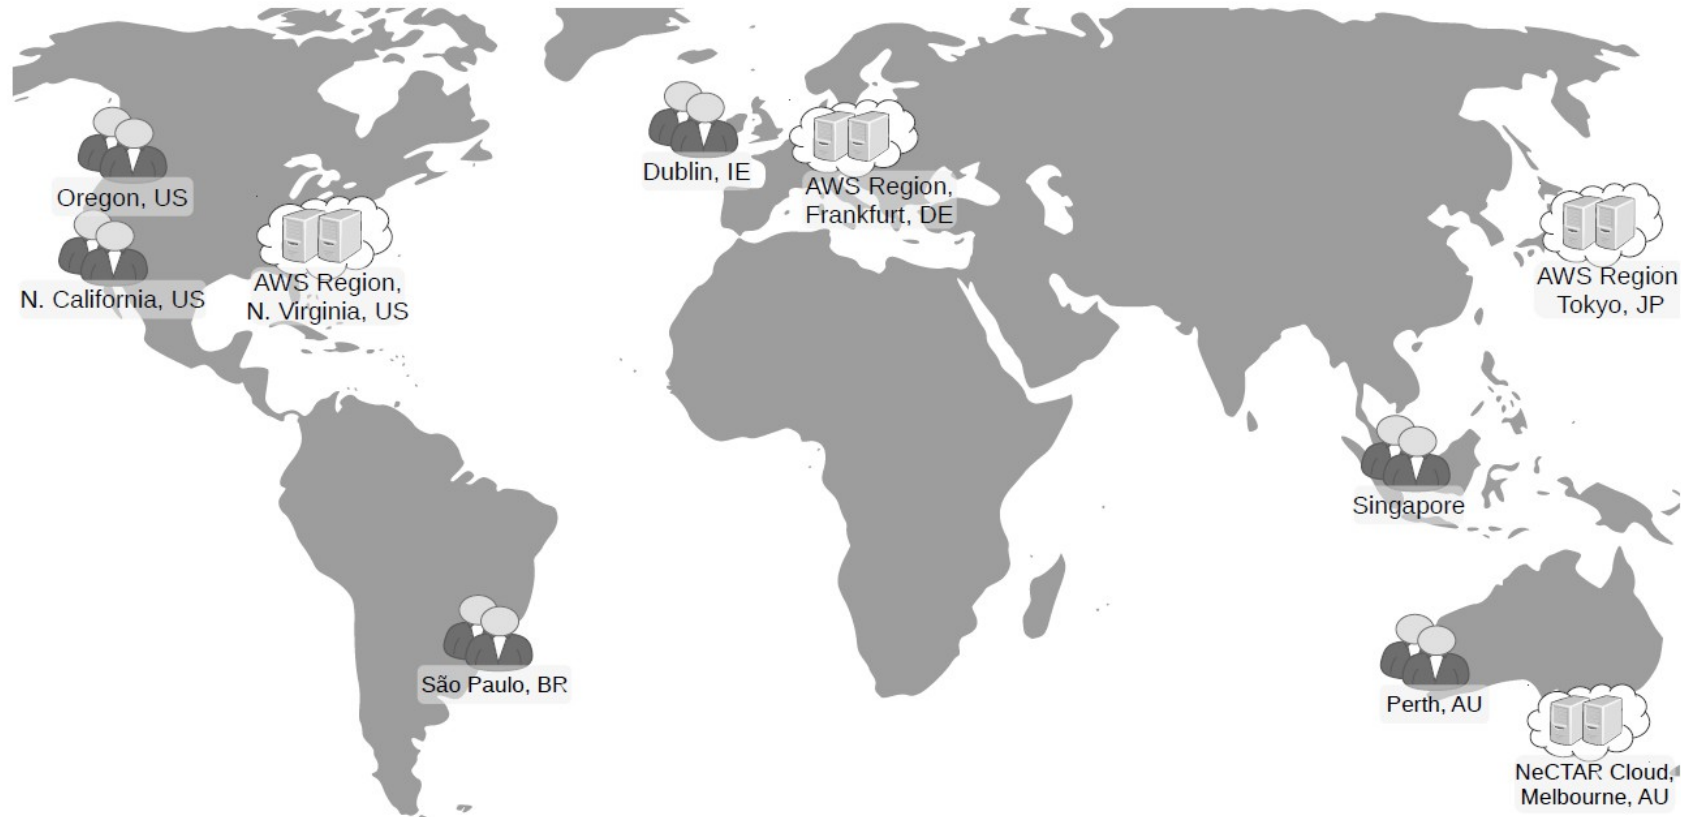 Oregon, US
N. California, US
AWS Region,
N. Virginia, US
Dublin, IE
AWS Region,
Frankfurt, DE
AWS Region
Tokyo, JP
Singapore
São Paulo, BR
Perth, AU
NeCTAR Cloud,
Melbourne, AU